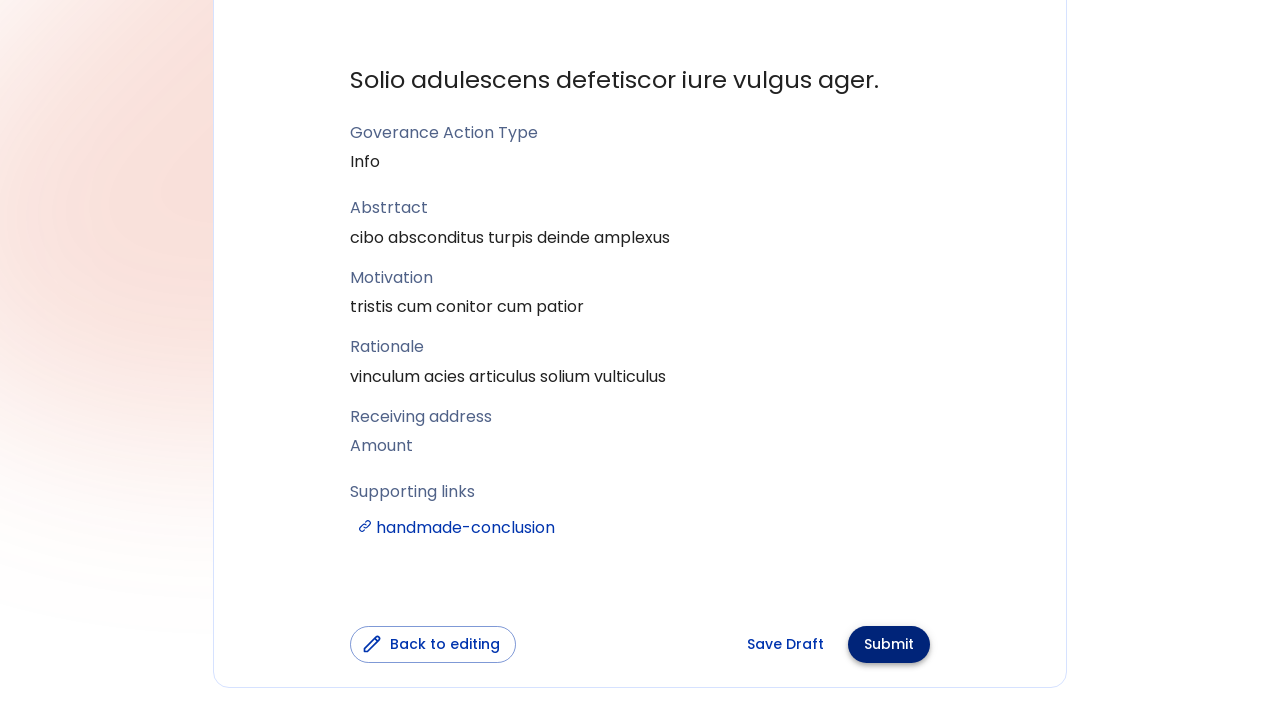 Solio adulescens defetiscor iure vulgus ager.
Goverance Action Type
Info
Abstrtact
cibo absconditus turpis deinde amplexus
Motivation
tristis cum conitor cum patior
Rationale
vinculum acies articulus solium vulticulus
Receiving address
Amount
Supporting links
handmade-conclusion
Back to editing
Save Draft
Submit